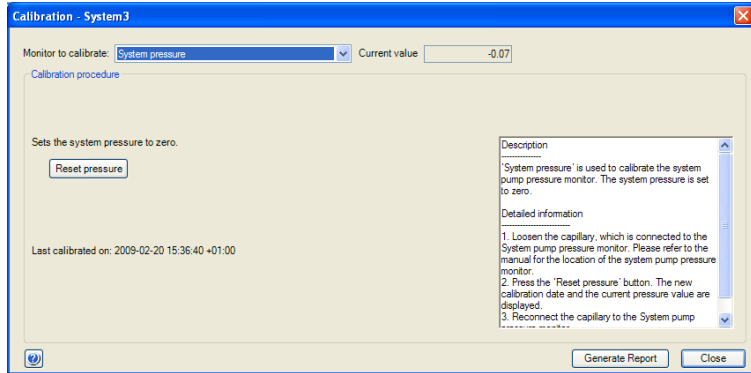 Calibration - System3
Monitor to calibrate: System pressure Current value -0.07
Calibration procedure
Sets the system pressure to zero.
Reset pressure
Last calibrated on: 2009-02-20 15:36:40 +01:00
Description
---------------
'System pressure' is used to calibrate the system
pump pressure monitor. The system pressure is set
to zero.
Detailed information
-------------------------
1. Loosen the capillary, which is connected to the
System pump pressure monitor. Please refer to the
manual for the location of the system pump pressure
monitor.
2. Press the 'Reset pressure' button. The new
calibration date and the current pressure value are
displayed.
3. Reconnect the capillary to the System pump
Generate Report Close